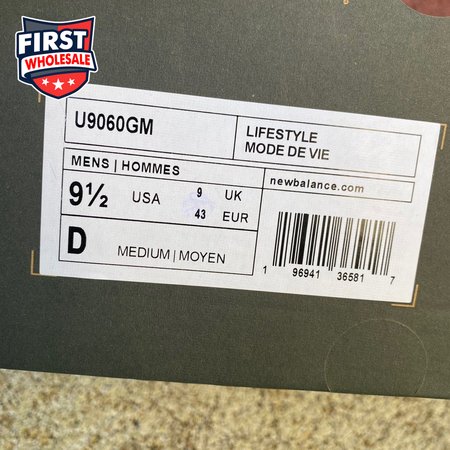 FIRST
WHOLESALE
U9060GM
LIFESTYLE
MODE DE VIE
MENS | HOMMES
9½ USA 9 UK
43 EUR
D MEDIUM | MOYEN
newbalance.com
1 96941 36581 7